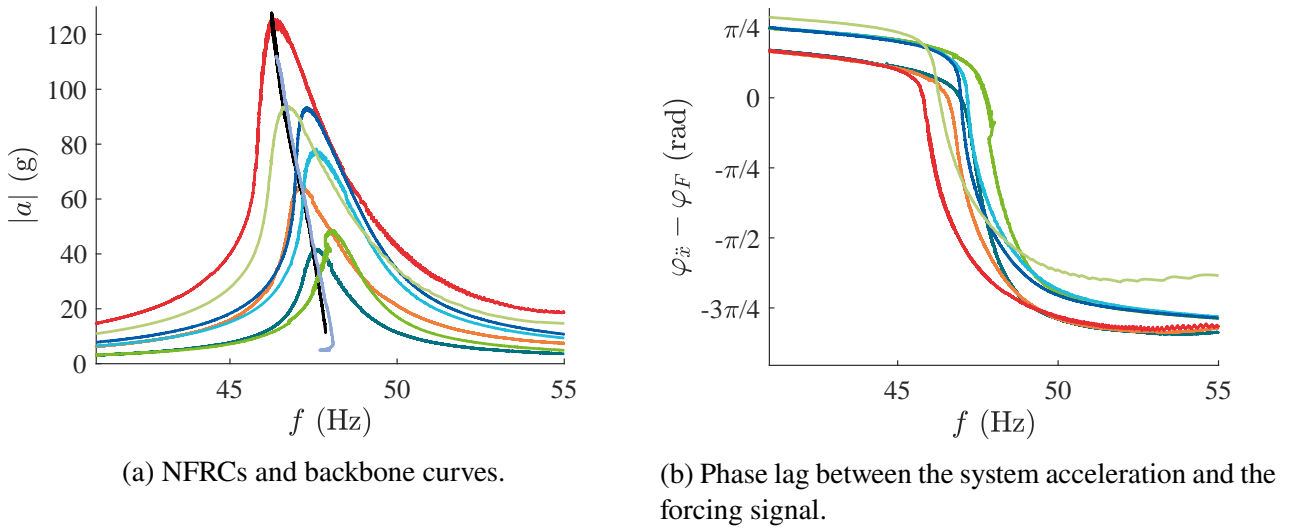 120
100
80
60
40
20
0
|a| (g)
45 50 55
f (Hz)
π/4
0
-π/4
-π/2
-3π/4
φẍ − φF (rad)
45 50 55
f (Hz)
(a) NFRCs and backbone curves.
(b) Phase lag between the system acceleration and the
forcing signal.